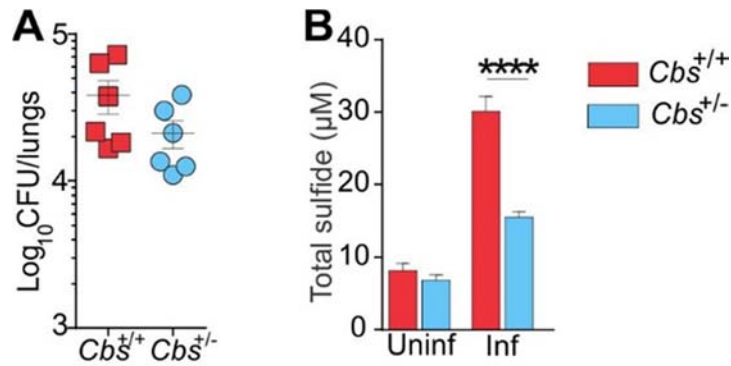 A
5
4
3
Log10CFU/lungs
Cbs+/+ Cbs+/-
B
40
30
20
10
0
Total sulfide (µM)
****
Uninf Inf
Cbs+/+
Cbs+/-